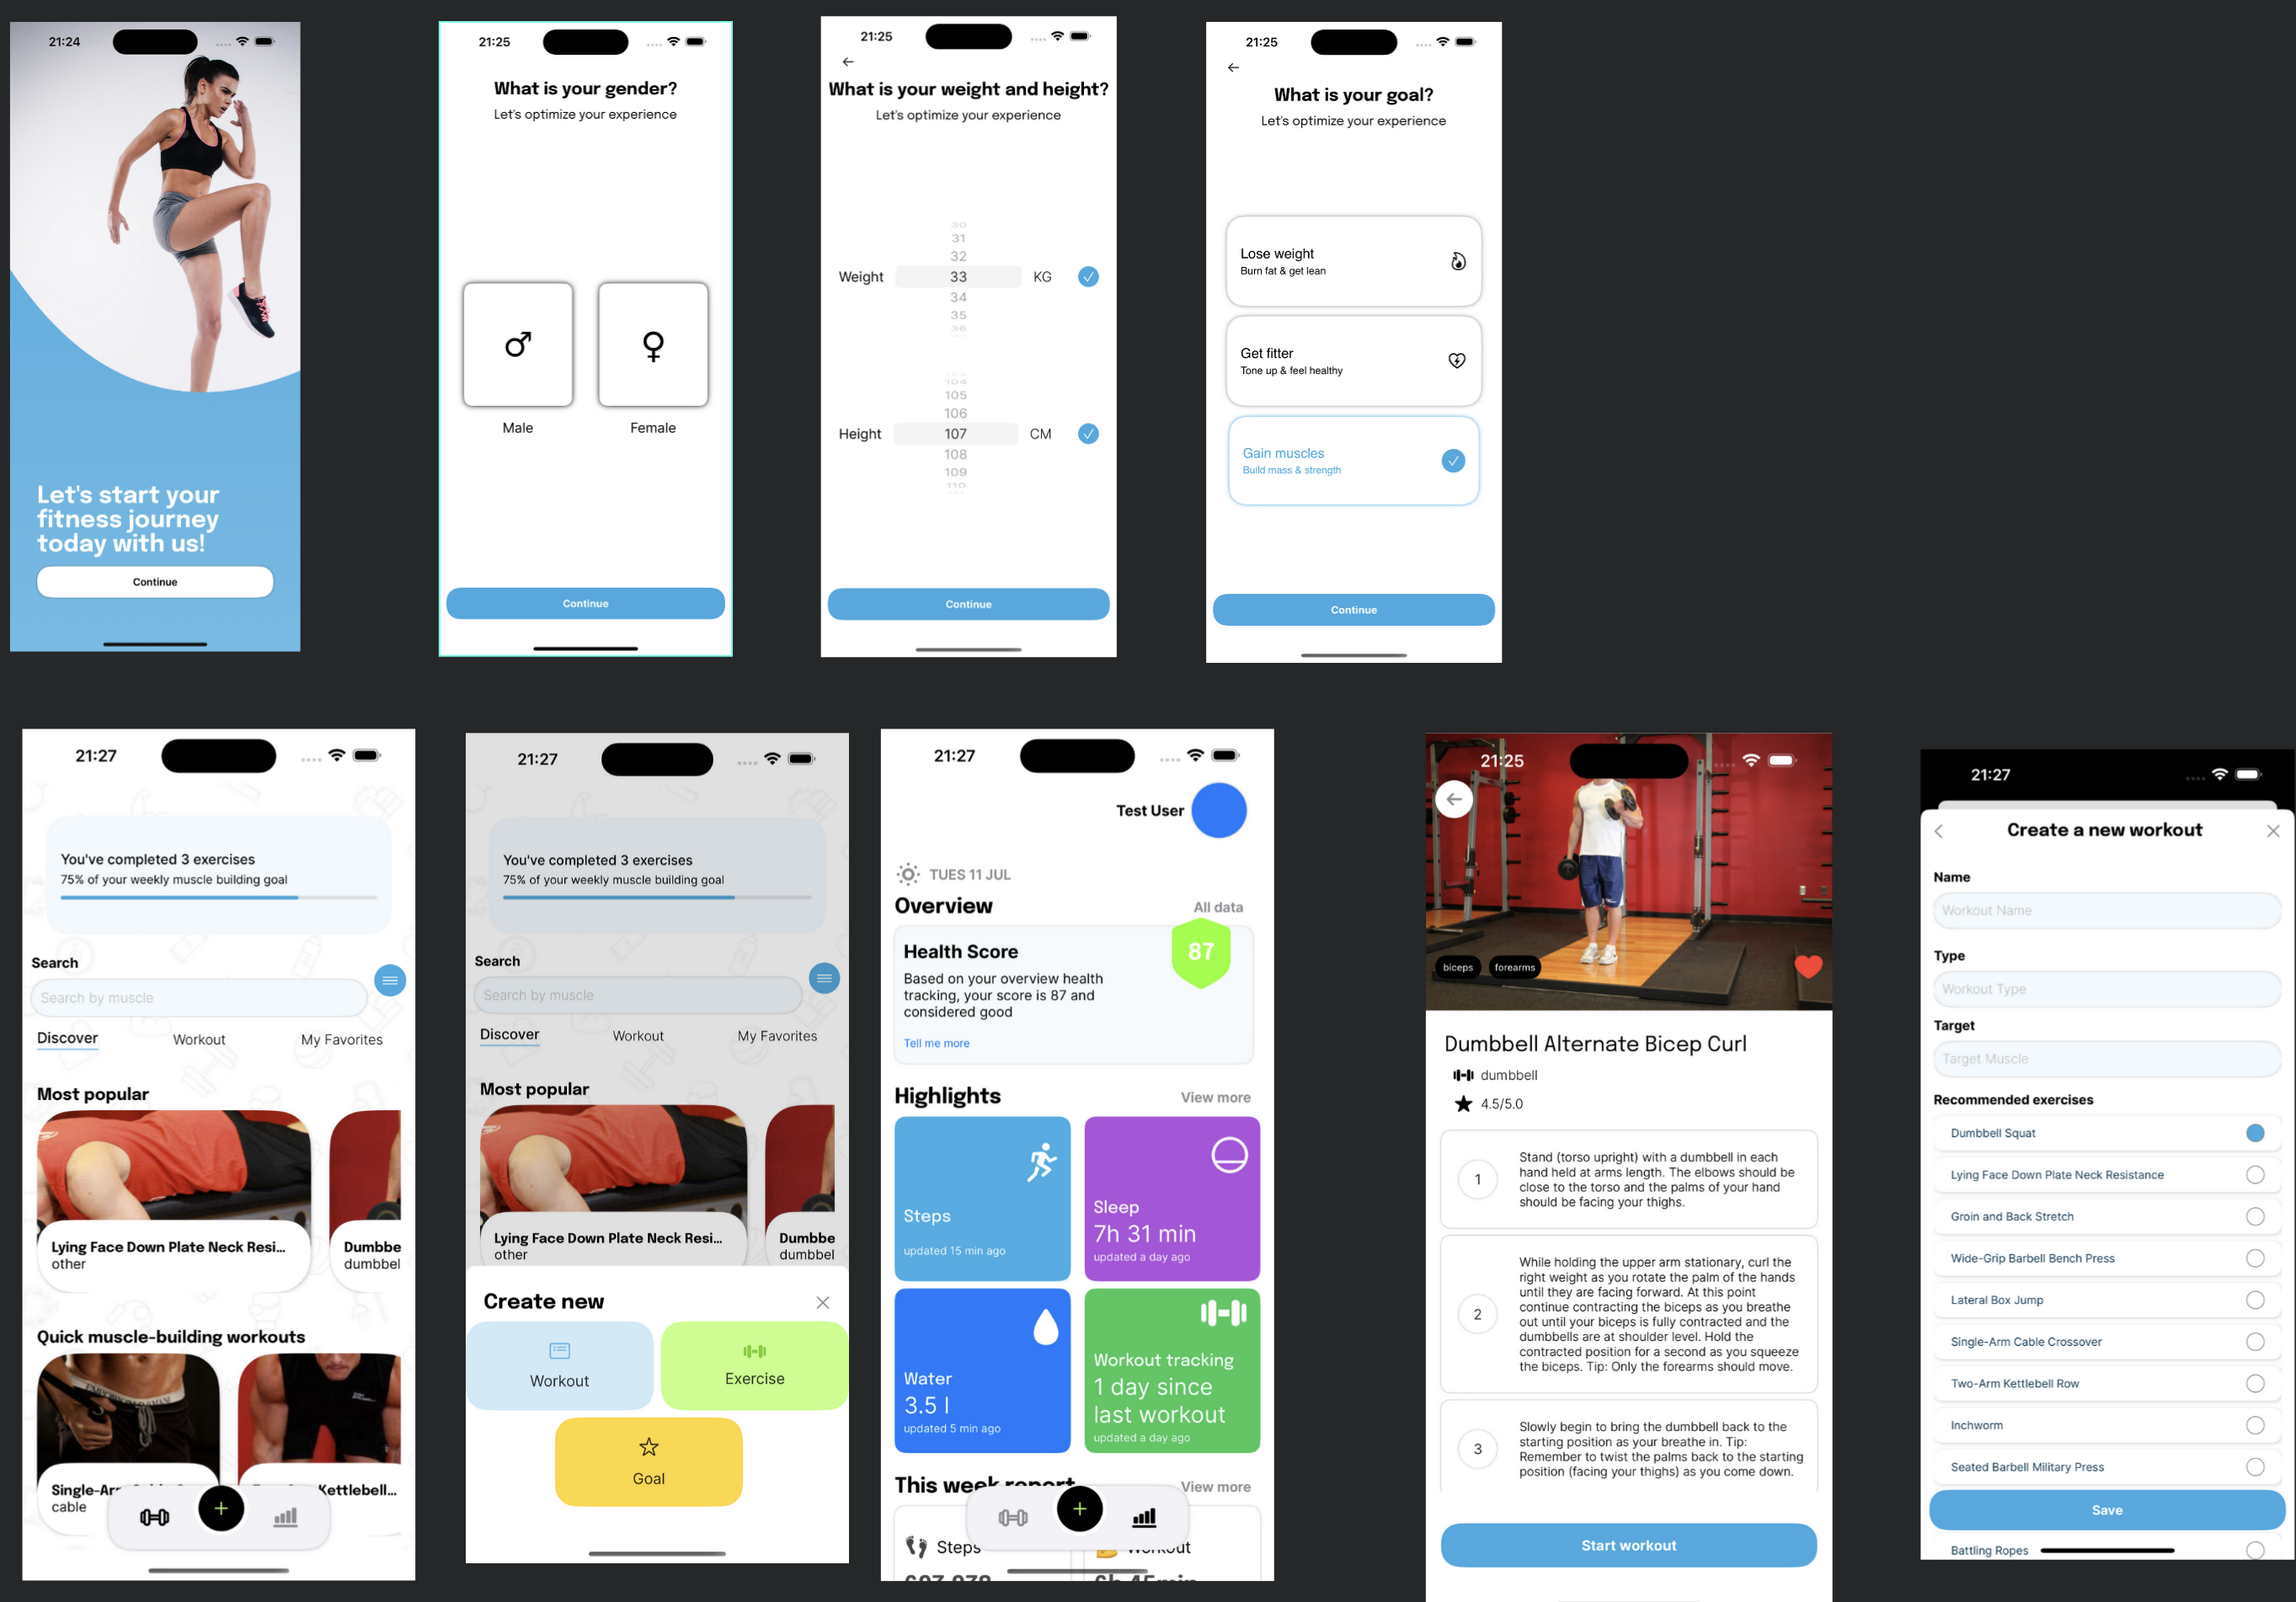 21:24
Let's start your
fitness journey
today with us!
Continue
21:25
What is your gender?
Let's optimize your experience
Male
Female
Continue
21:25
What is your weight and height?
Let's optimize your experience
30
31
32
Weight 33 KG
34
35
36
104
105
106
Height 107 CM
108
109
110
Continue
21:25
What is your goal?
Let's optimize your experience
Lose weight
Burn fat & get lean
Get fitter
Tone up & feel healthy
Gain muscles
Build mass & strength
Continue
21:27
You've completed 3 exercises
75% of your weekly muscle building goal
Search
Search by muscle
Discover Workout My Favorites
Most popular
Lying Face Down Plate Neck Resi...
other
Dumbbe
dumbbel
Quick muscle-building workouts
Single-Ar
cable
Kettlebell...
21:27
You've completed 3 exercises
75% of your weekly muscle building goal
Search
Search by muscle
Discover Workout My Favorites
Most popular
Lying Face Down Plate Neck Resi...
other
Dumbbe
dumbbel
Create new
Workout
Exercise
Goal
21:27
Test User
TUES 11 JUL
Overview All data
Health Score
87
Based on your overview health
tracking, your score is 87 and
considered good
Tell me more
Highlights View more
Steps
updated 15 min ago
Sleep
7h 31 min
updated a day ago
Water
3.5 l
updated 5 min ago
Workout tracking
1 day since
last workout
updated a day ago
This week report View more
Steps
Workout
21:25
biceps forearms
Dumbbell Alternate Bicep Curl
dumbbell
4.5/5.0
1
Stand (torso upright) with a dumbbell in each
hand held at arms length. The elbows should be
close to the torso and the palms of your hand
should be facing your thighs.
2
While holding the upper arm stationary, curl the
right weight as you rotate the palm of the hands
until they are facing forward. At this point
continue contracting the biceps as you breathe
out until your biceps is fully contracted and the
dumbbells are at shoulder level. Hold the
contracted position for a second as you squeeze
the biceps. Tip: Only the forearms should move.
3
Slowly begin to bring the dumbbell back to the
starting position as your breathe in. Tip:
Remember to twist the palms back to the starting
position (facing your thighs) as you come down.
Start workout
21:27
Create a new workout
Name
Workout Name
Type
Workout Type
Target
Target Muscle
Recommended exercises
Dumbbell Squat
Lying Face Down Plate Neck Resistance
Groin and Back Stretch
Wide-Grip Barbell Bench Press
Lateral Box Jump
Single-Arm Cable Crossover
Two-Arm Kettlebell Row
Inchworm
Seated Barbell Military Press
Save
Battling Ropes